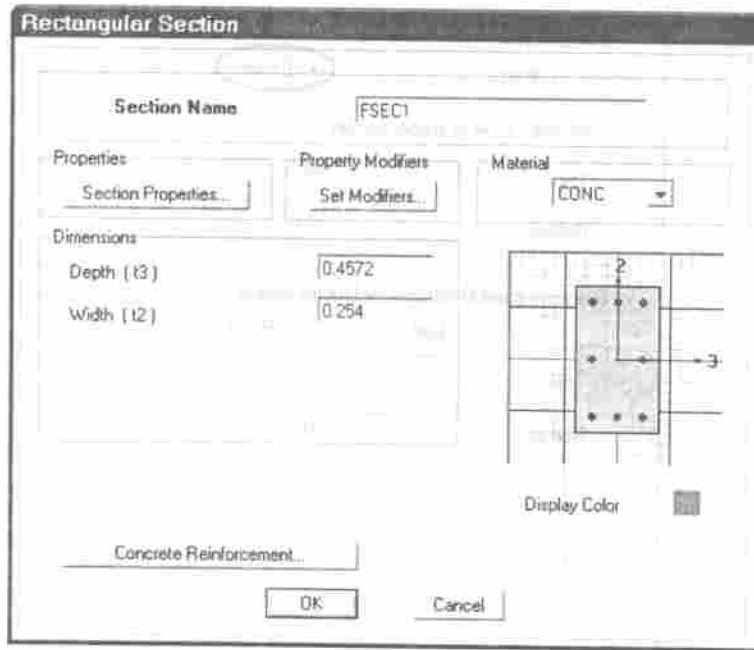 Rectangular Section
Section Name FSEC1
Properties
Section Properties...
Property Modifiers
Set Modifiers...
Material
CONC
Dimensions
Depth ( t3 ) 0.4572
Width ( t2 ) 0.254
2
3
Display Color
Concrete Reinforcement...
OK
Cancel